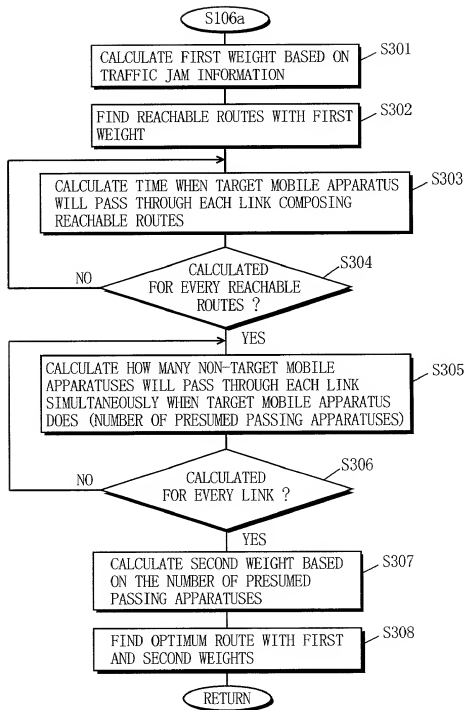 S106a
CALCULATE FIRST WEIGHT BASED ON
TRAFFIC JAM INFORMATION
S301
FIND REACHABLE ROUTES WITH FIRST
WEIGHT
S302
CALCULATE TIME WHEN TARGET MOBILE APPARATUS
WILL PASS THROUGH EACH LINK COMPOSING
REACHABLE ROUTES
S303
CALCULATED
FOR EVERY REACHABLE
ROUTES ?
S304
NO
YES
CALCULATE HOW MANY NON-TARGET MOBILE
APPARATUSES WILL PASS THROUGH EACH LINK
SIMULTANEOUSLY WHEN TARGET MOBILE APPARATUS
DOES (NUMBER OF PRESUMED PASSING APPARATUSES)
S305
CALCULATED
FOR EVERY LINK ?
S306
NO
YES
CALCULATE SECOND WEIGHT BASED
ON THE NUMBER OF PRESUMED
PASSING APPARATUSES
S307
FIND OPTIMUM ROUTE WITH FIRST
AND SECOND WEIGHTS
S308
RETURN